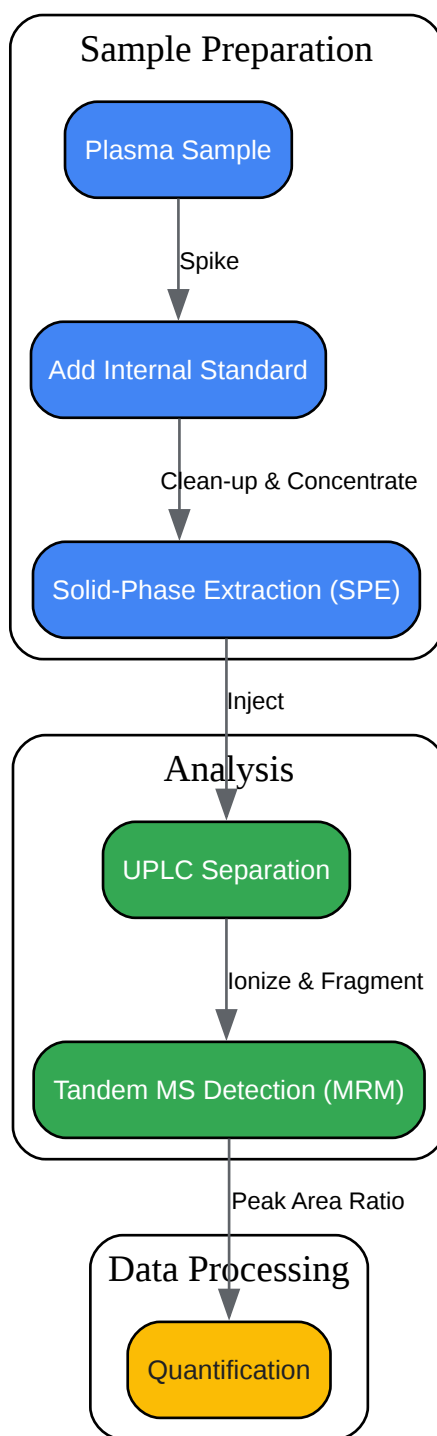 Sample Preparation
Plasma Sample
Spike
Add Internal Standard
Clean-up & Concentrate
Solid-Phase Extraction (SPE)
Inject
Analysis
UPLC Separation
Ionize & Fragment
Tandem MS Detection (MRM)
Peak Area Ratio
Data Processing
Quantification